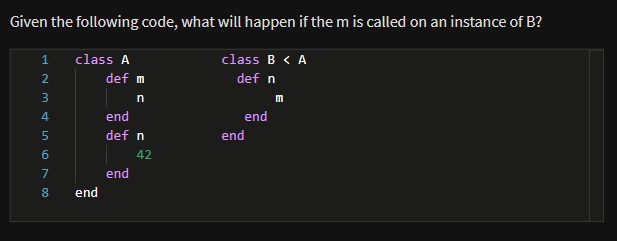 Given the following code, what will happen if the m is called on an instance of B?
1 class A class B < A
2 def m def n
3 n m
4 end end
5 def n end
6 42
7 end
8 end